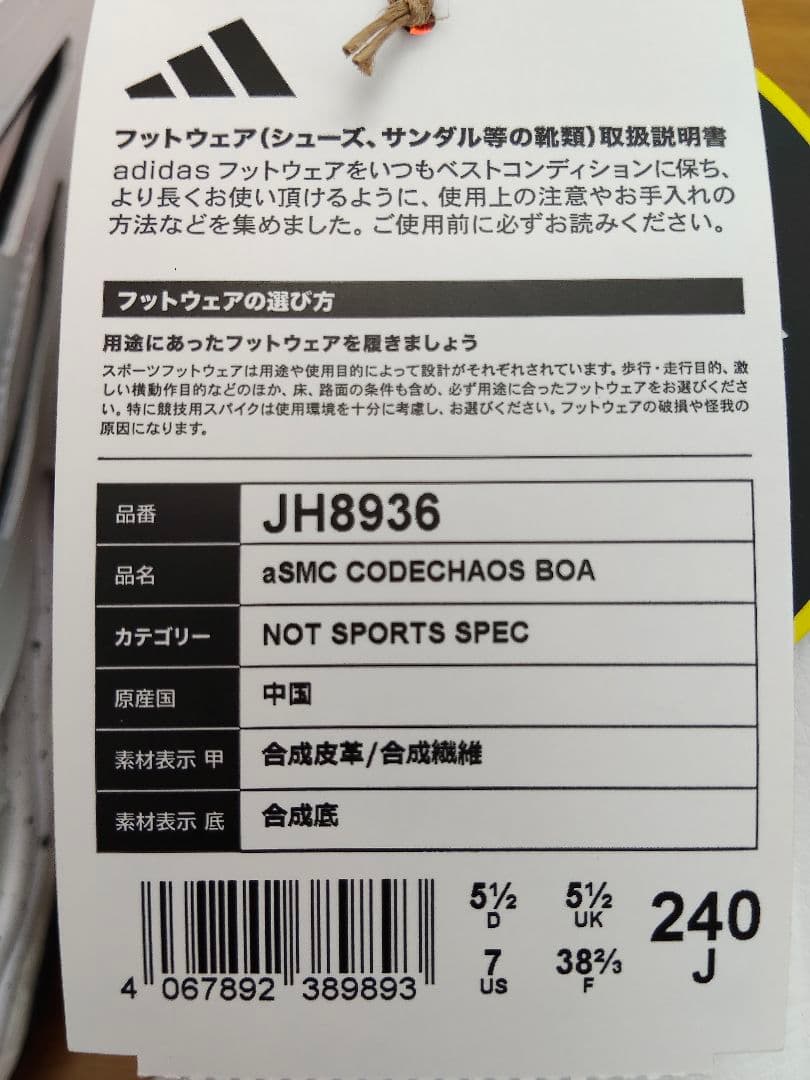 フットウェア(シューズ、サンダル等の靴類)取扱説明書
adidas フットウェアをいつもベストコンディションに保ち、
より長くお使い頂けるように、使用上の注意やお手入れの
方法などを集めました。ご使用前に必ずお読みください。
フットウェアの選び方
用途にあったフットウェアを履きましょう
スポーツフットウェアは用途や使用目的によって設計がそれぞれされています。歩行・走行目的、激
しい横動作目的などのほか、床、路面の条件も含め、必ず用途に合ったフットウェアをお選びくださ
い。特に競技用スパイクは使用環境を十分に考慮し、お選びください。フットウェアの破損や怪我の
原因になります。
品番 JH8936
品名 aSMC CODECHAOS BOA
カテゴリー NOT SPORTS SPEC
原産国 中国
素材表示 甲 合成皮革/合成繊維
素材表示 底 合成底
5½ 5½ 240
D UK J
7 38⅔
US F
4 067892 389893